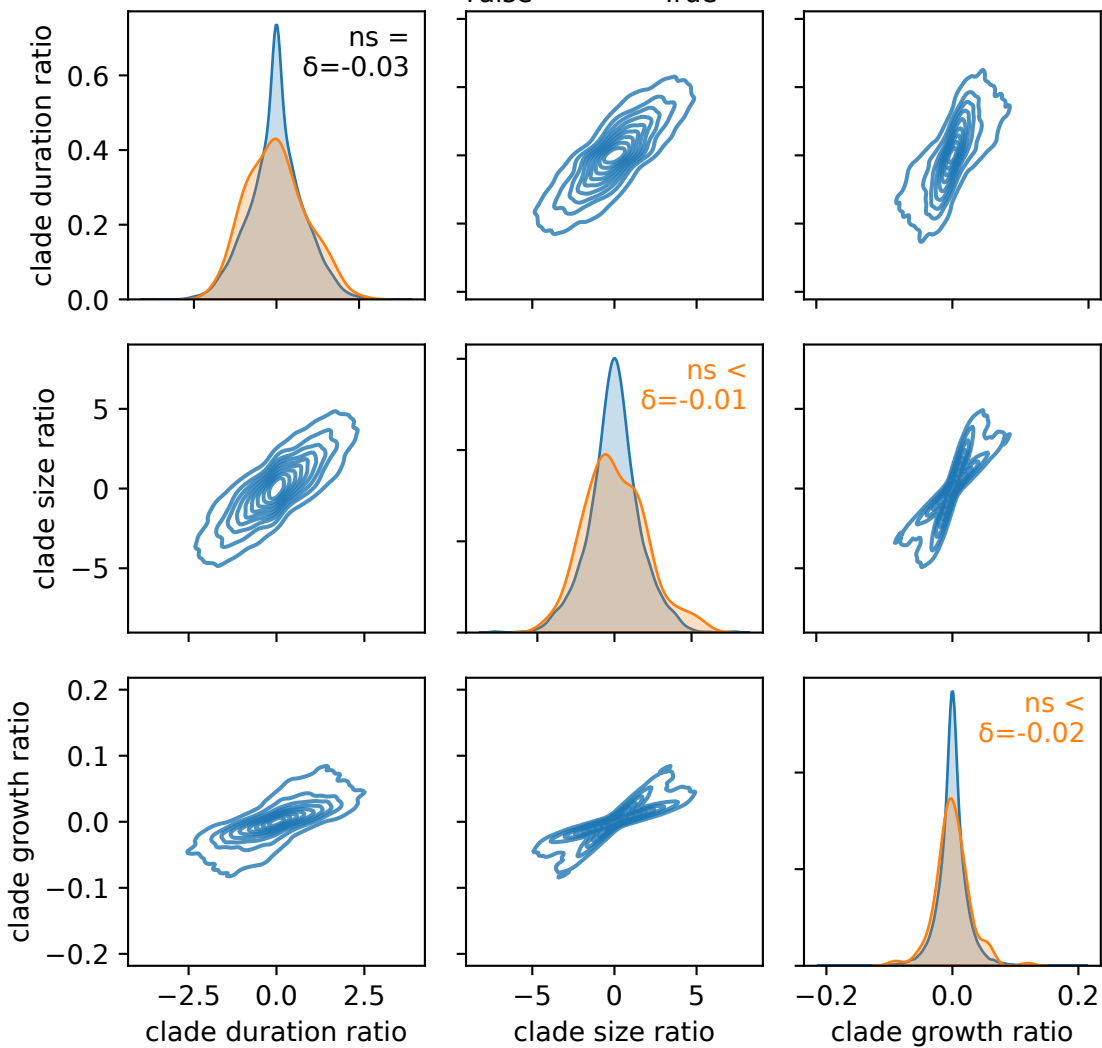 ns =
δ=-0.03
clade duration ratio
0.6
0.4
0.2
0.0
ns <
δ=-0.01
clade size ratio
5
0
−5
ns <
δ=-0.02
clade growth ratio
0.2
0.1
0.0
−0.1
−0.2
−2.5 0.0 2.5
−5 0 5
−0.2 0.0 0.2
clade duration ratio
clade size ratio
clade growth ratio